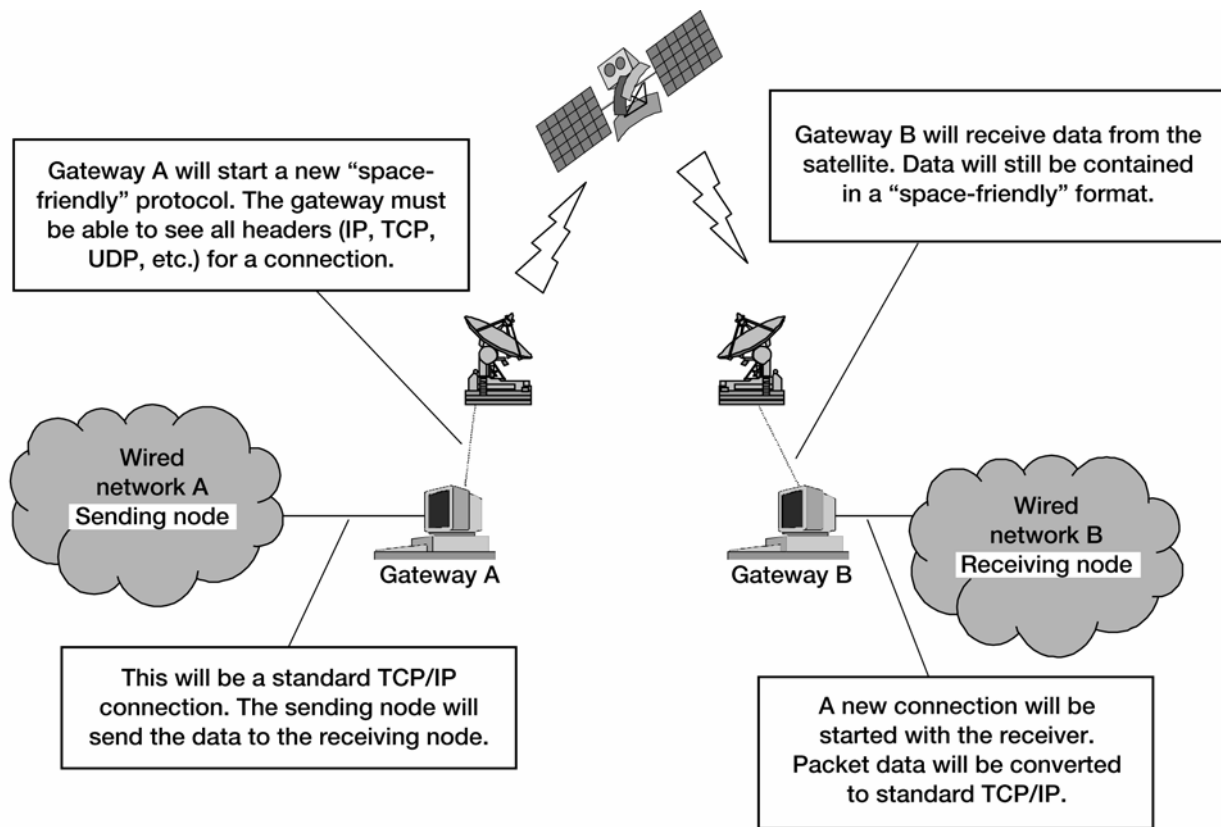 Gateway A will start a new “space-
friendly” protocol. The gateway must
be able to see all headers (IP, TCP,
UDP, etc.) for a connection.
Gateway B will receive data from the
satellite. Data will still be contained
in a “space-friendly” format.
Wired
network A
Sending node
Gateway A
Gateway B
Wired
network B
Receiving node
This will be a standard TCP/IP
connection. The sending node will
send the data to the receiving node.
A new connection will be
started with the receiver.
Packet data will be converted
to standard TCP/IP.